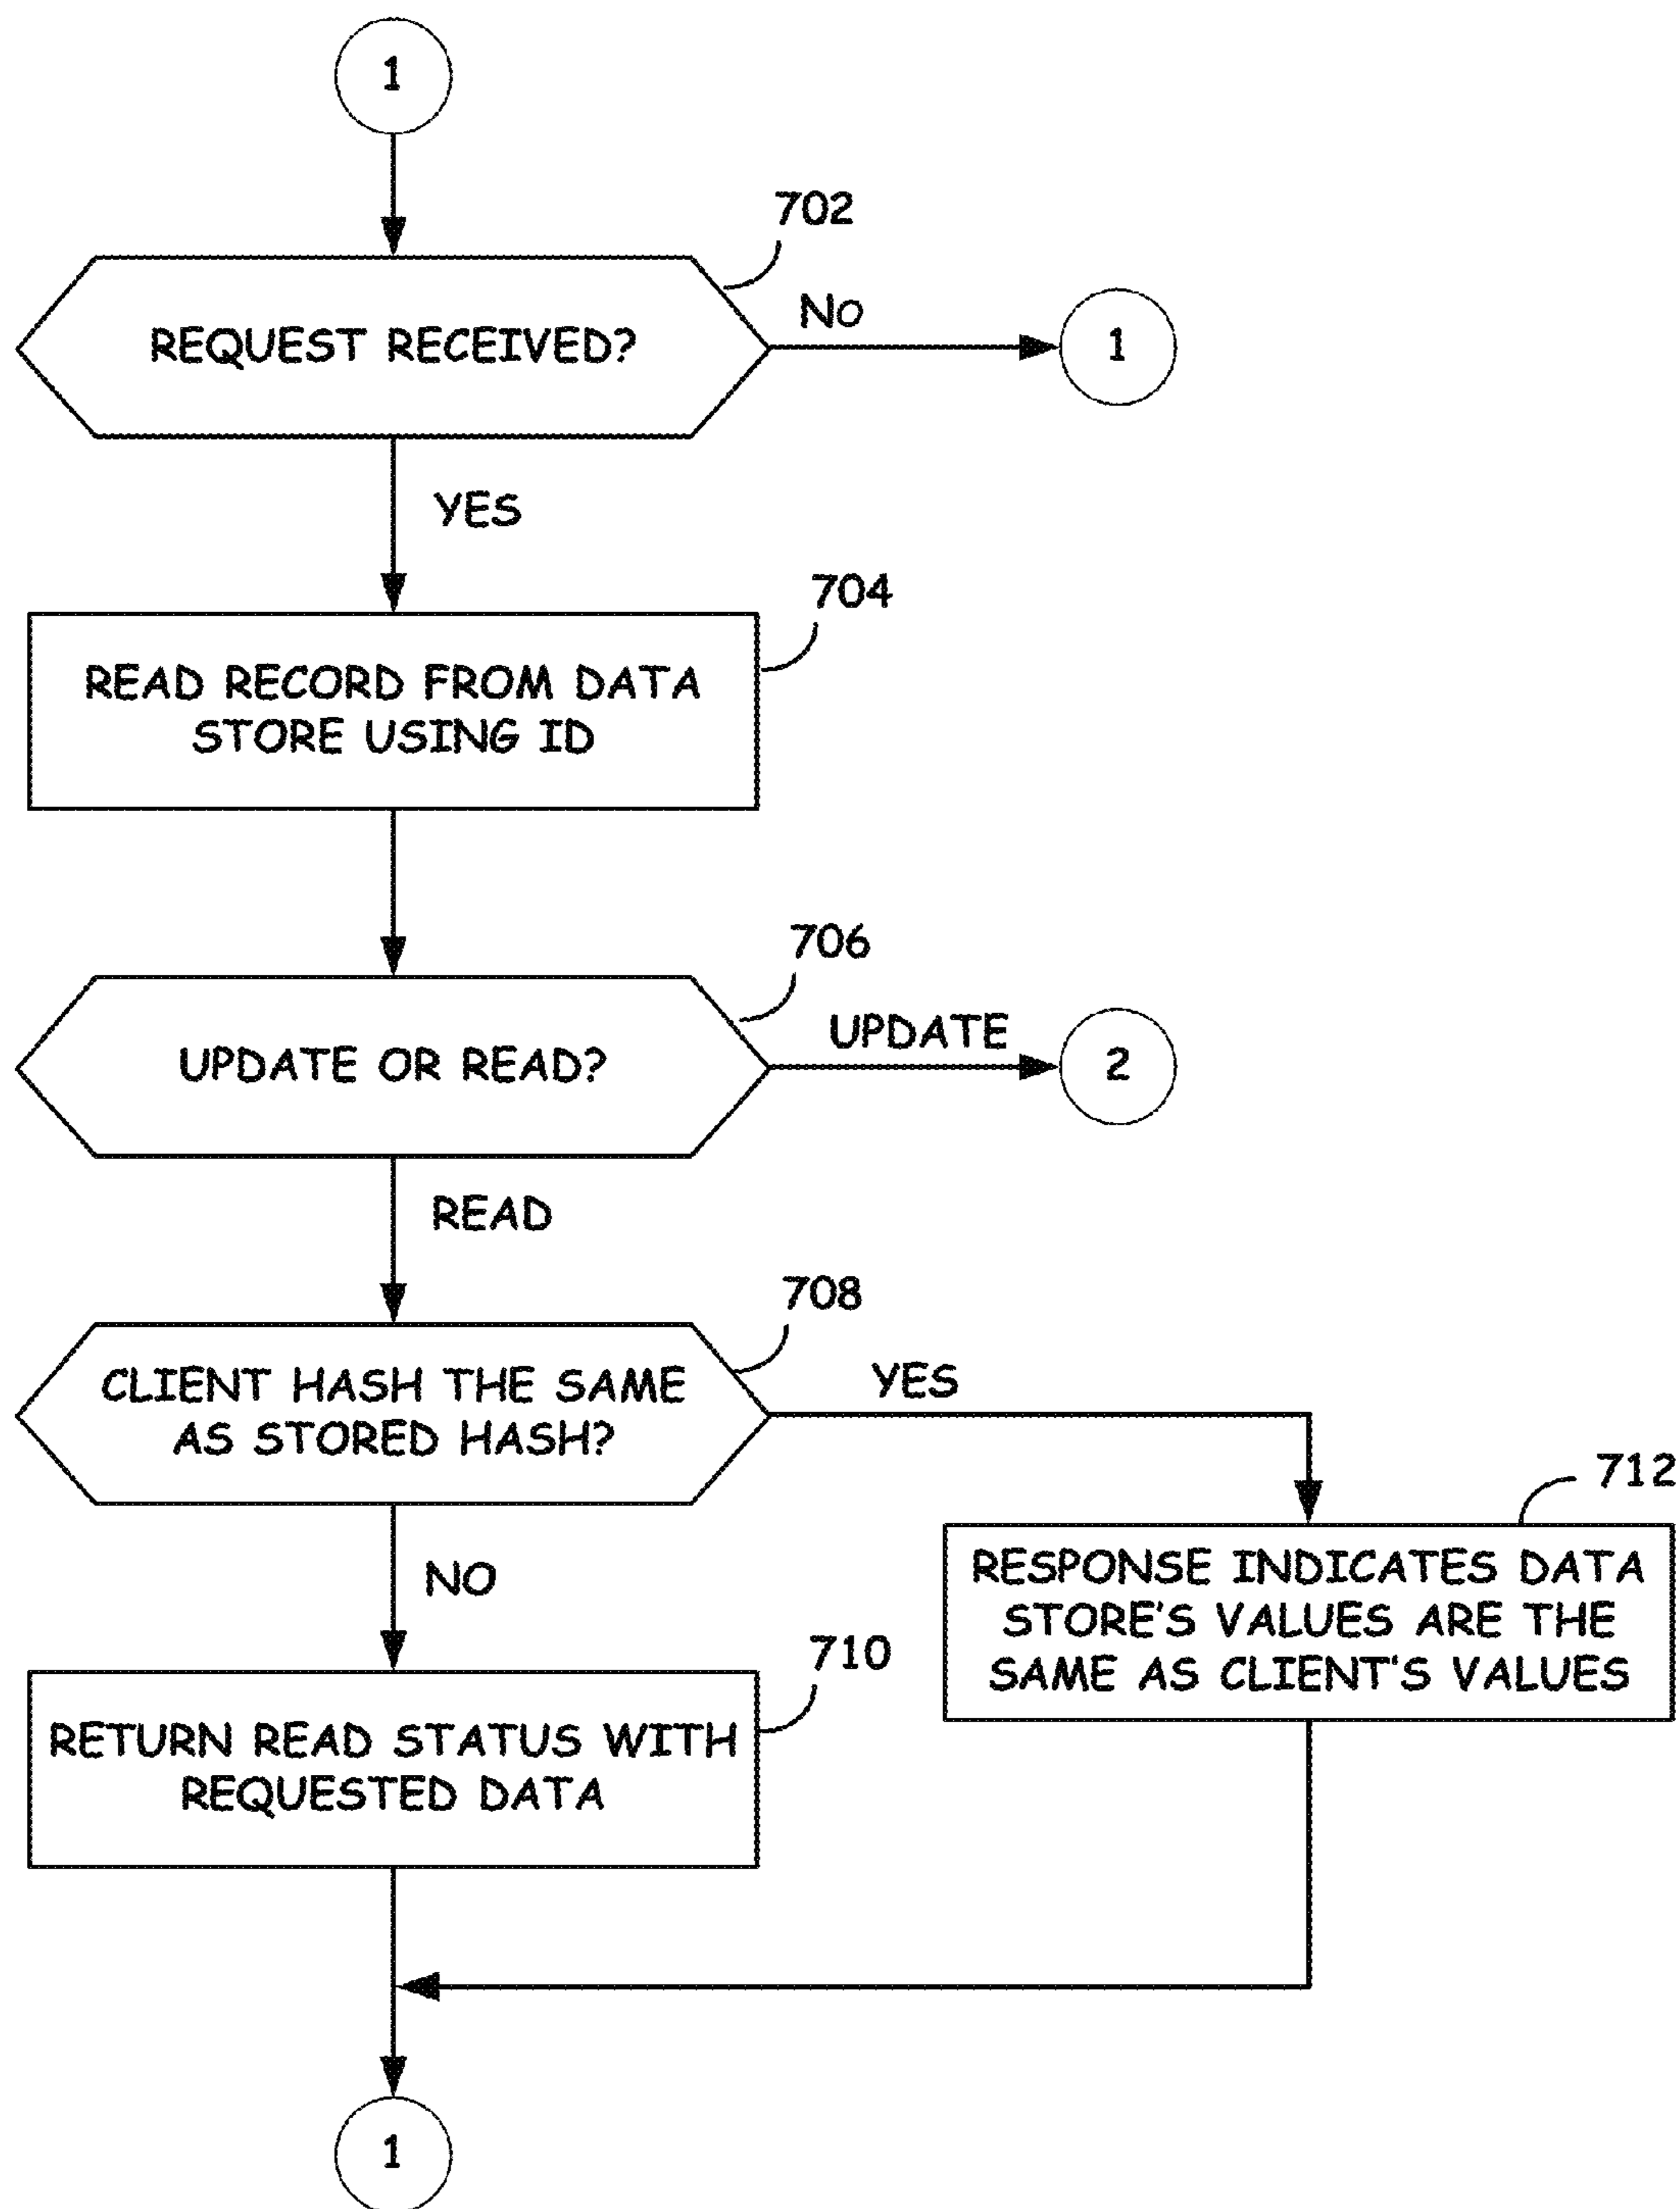 1
702
REQUEST RECEIVED?
No
1
YES
704
READ RECORD FROM DATA
STORE USING ID
706
UPDATE OR READ?
UPDATE
2
READ
708
CLIENT HASH THE SAME
AS STORED HASH?
YES
712
RESPONSE INDICATES DATA
STORE'S VALUES ARE THE
SAME AS CLIENT'S VALUES
NO
710
RETURN READ STATUS WITH
REQUESTED DATA
1